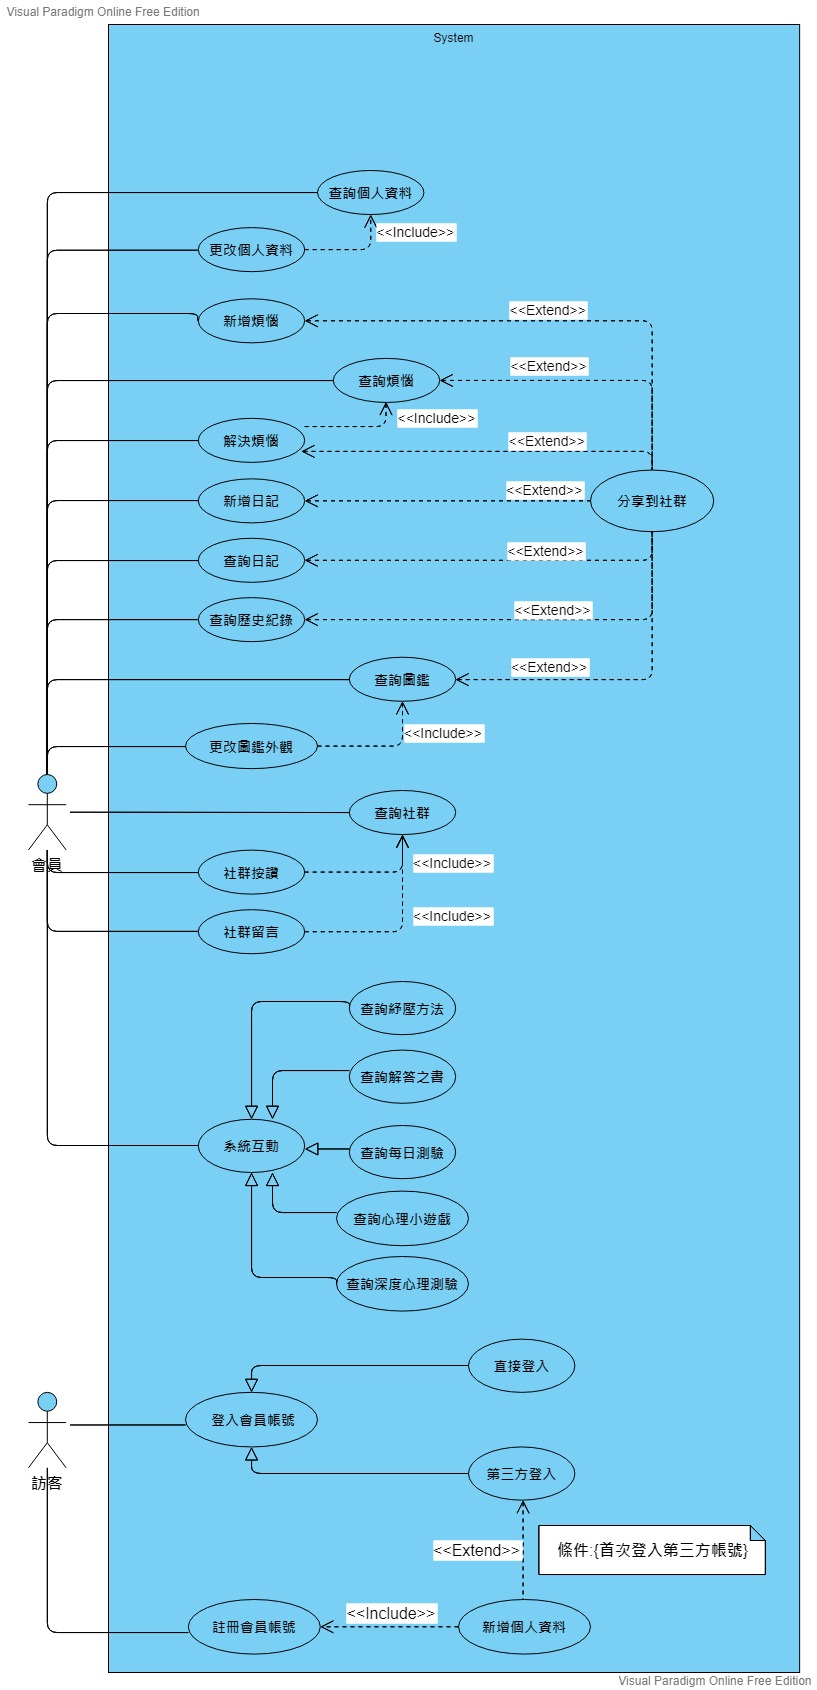 Visual Paradigm Online Free Edition
System
查詢個人資料
<<Include>>
更改個人資料
<<Extend>>
新增煩惱
<<Extend>>
查詢煩惱
<<Include>>
解決煩惱
<<Extend>>
<<Extend>>
新增日記
分享到社群
<<Extend>>
查詢日記
<<Extend>>
查詢歷史紀錄
<<Extend>>
查詢圖鑑
<<Include>>
更改圖鑑外觀
查詢社群
會員
<<Include>>
社群按讚
<<Include>>
社群留言
查詢紓壓方法
查詢解答之書
系統互動
查詢每日測驗
查詢心理小遊戲
查詢深度心理測驗
直接登入
登入會員帳號
訪客
第三方登入
<<Extend>>
條件:{首次登入第三方帳號}
<<Include>>
註冊會員帳號
新增個人資料
Visual Paradigm Online Free Edition